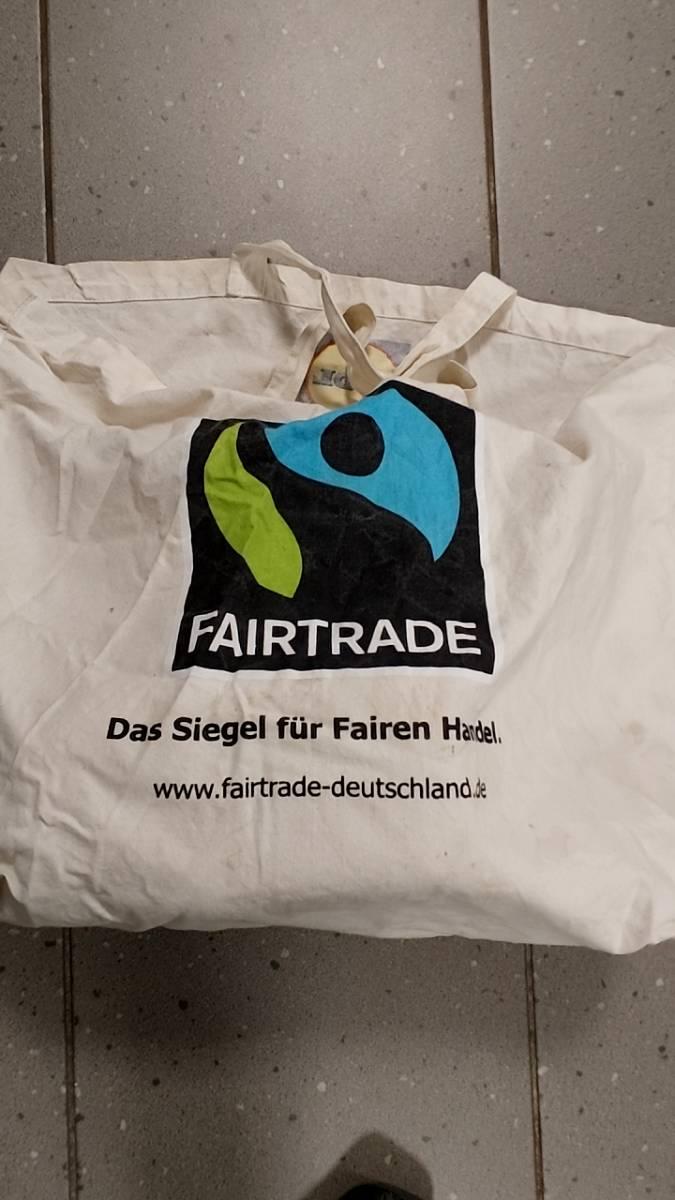 FAIRTRADE
Das Siegel für Fairen Handel.
www.fairtrade-deutschland.de